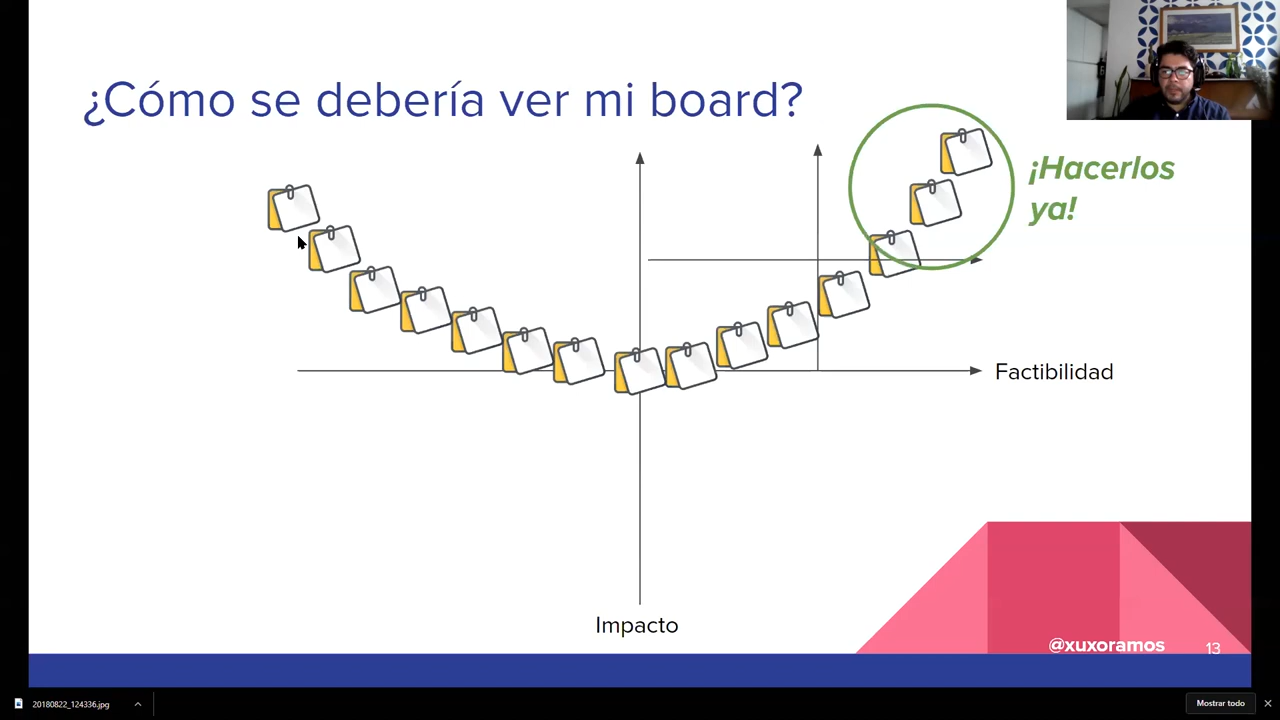 ¿Cómo se debería ver mi board?
¡Hacerlos
ya!
Factibilidad
Impacto
@xuxoramos
13
20180822_124336.jpg
Mostrar todo